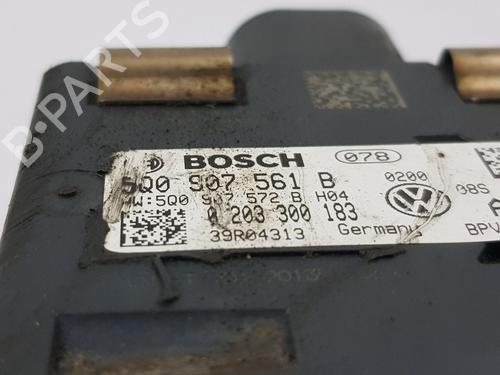 BOSCH 078
5Q0 907 561 B 0200
HW:5Q0 907 572 B H04 08S
0 203 300 183
39R04313 Germany BPV
B-PARTS